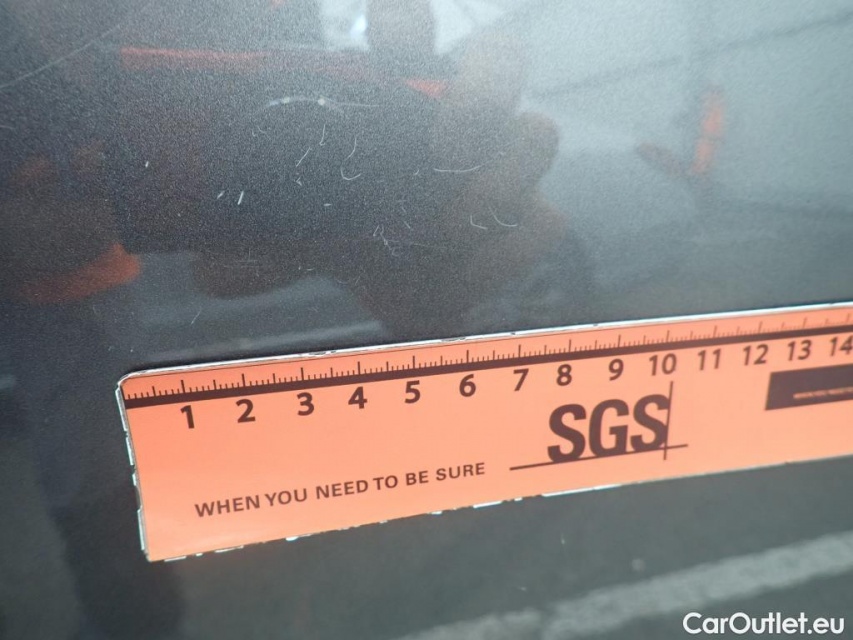 1 2 3 4 5 6 7 8 9 10 11 12 13 14
SGS
WHEN YOU NEED TO BE SURE
CarOutlet.eu